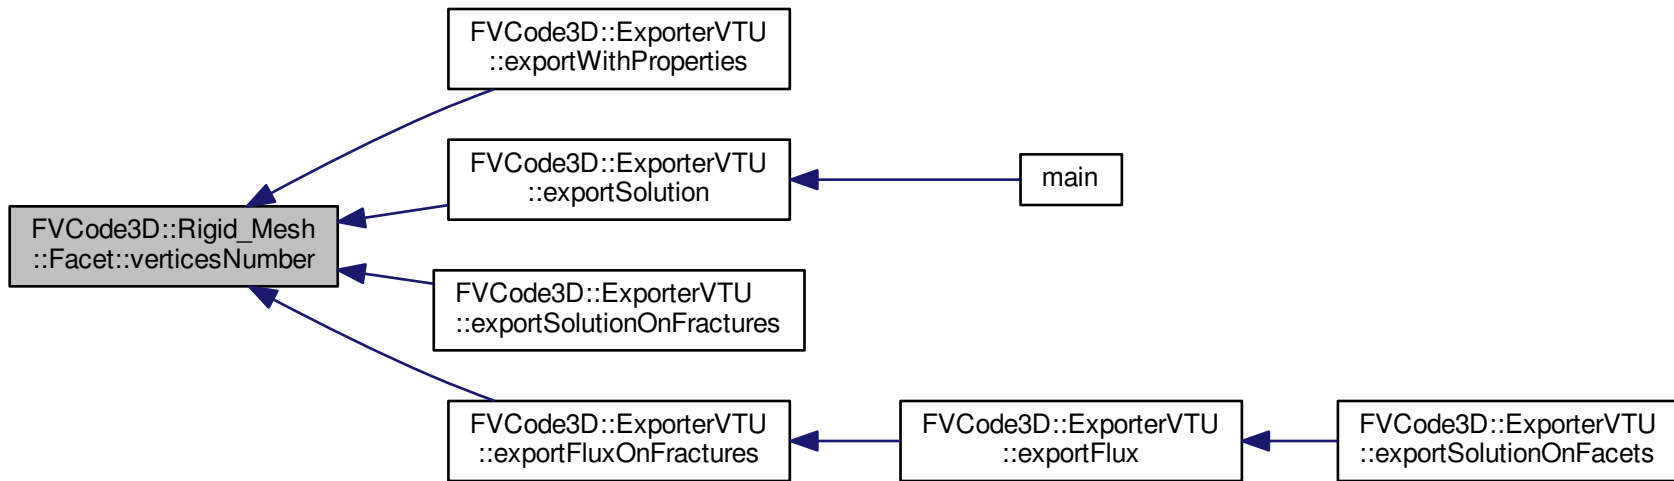 FVCode3D::ExporterVTU
::exportWithProperties
FVCode3D::ExporterVTU
::exportSolution
main
FVCode3D::Rigid_Mesh
::Facet::verticesNumber
FVCode3D::ExporterVTU
::exportSolutionOnFractures
FVCode3D::ExporterVTU
::exportFluxOnFractures
FVCode3D::ExporterVTU
::exportFlux
FVCode3D::ExporterVTU
::exportSolutionOnFacets